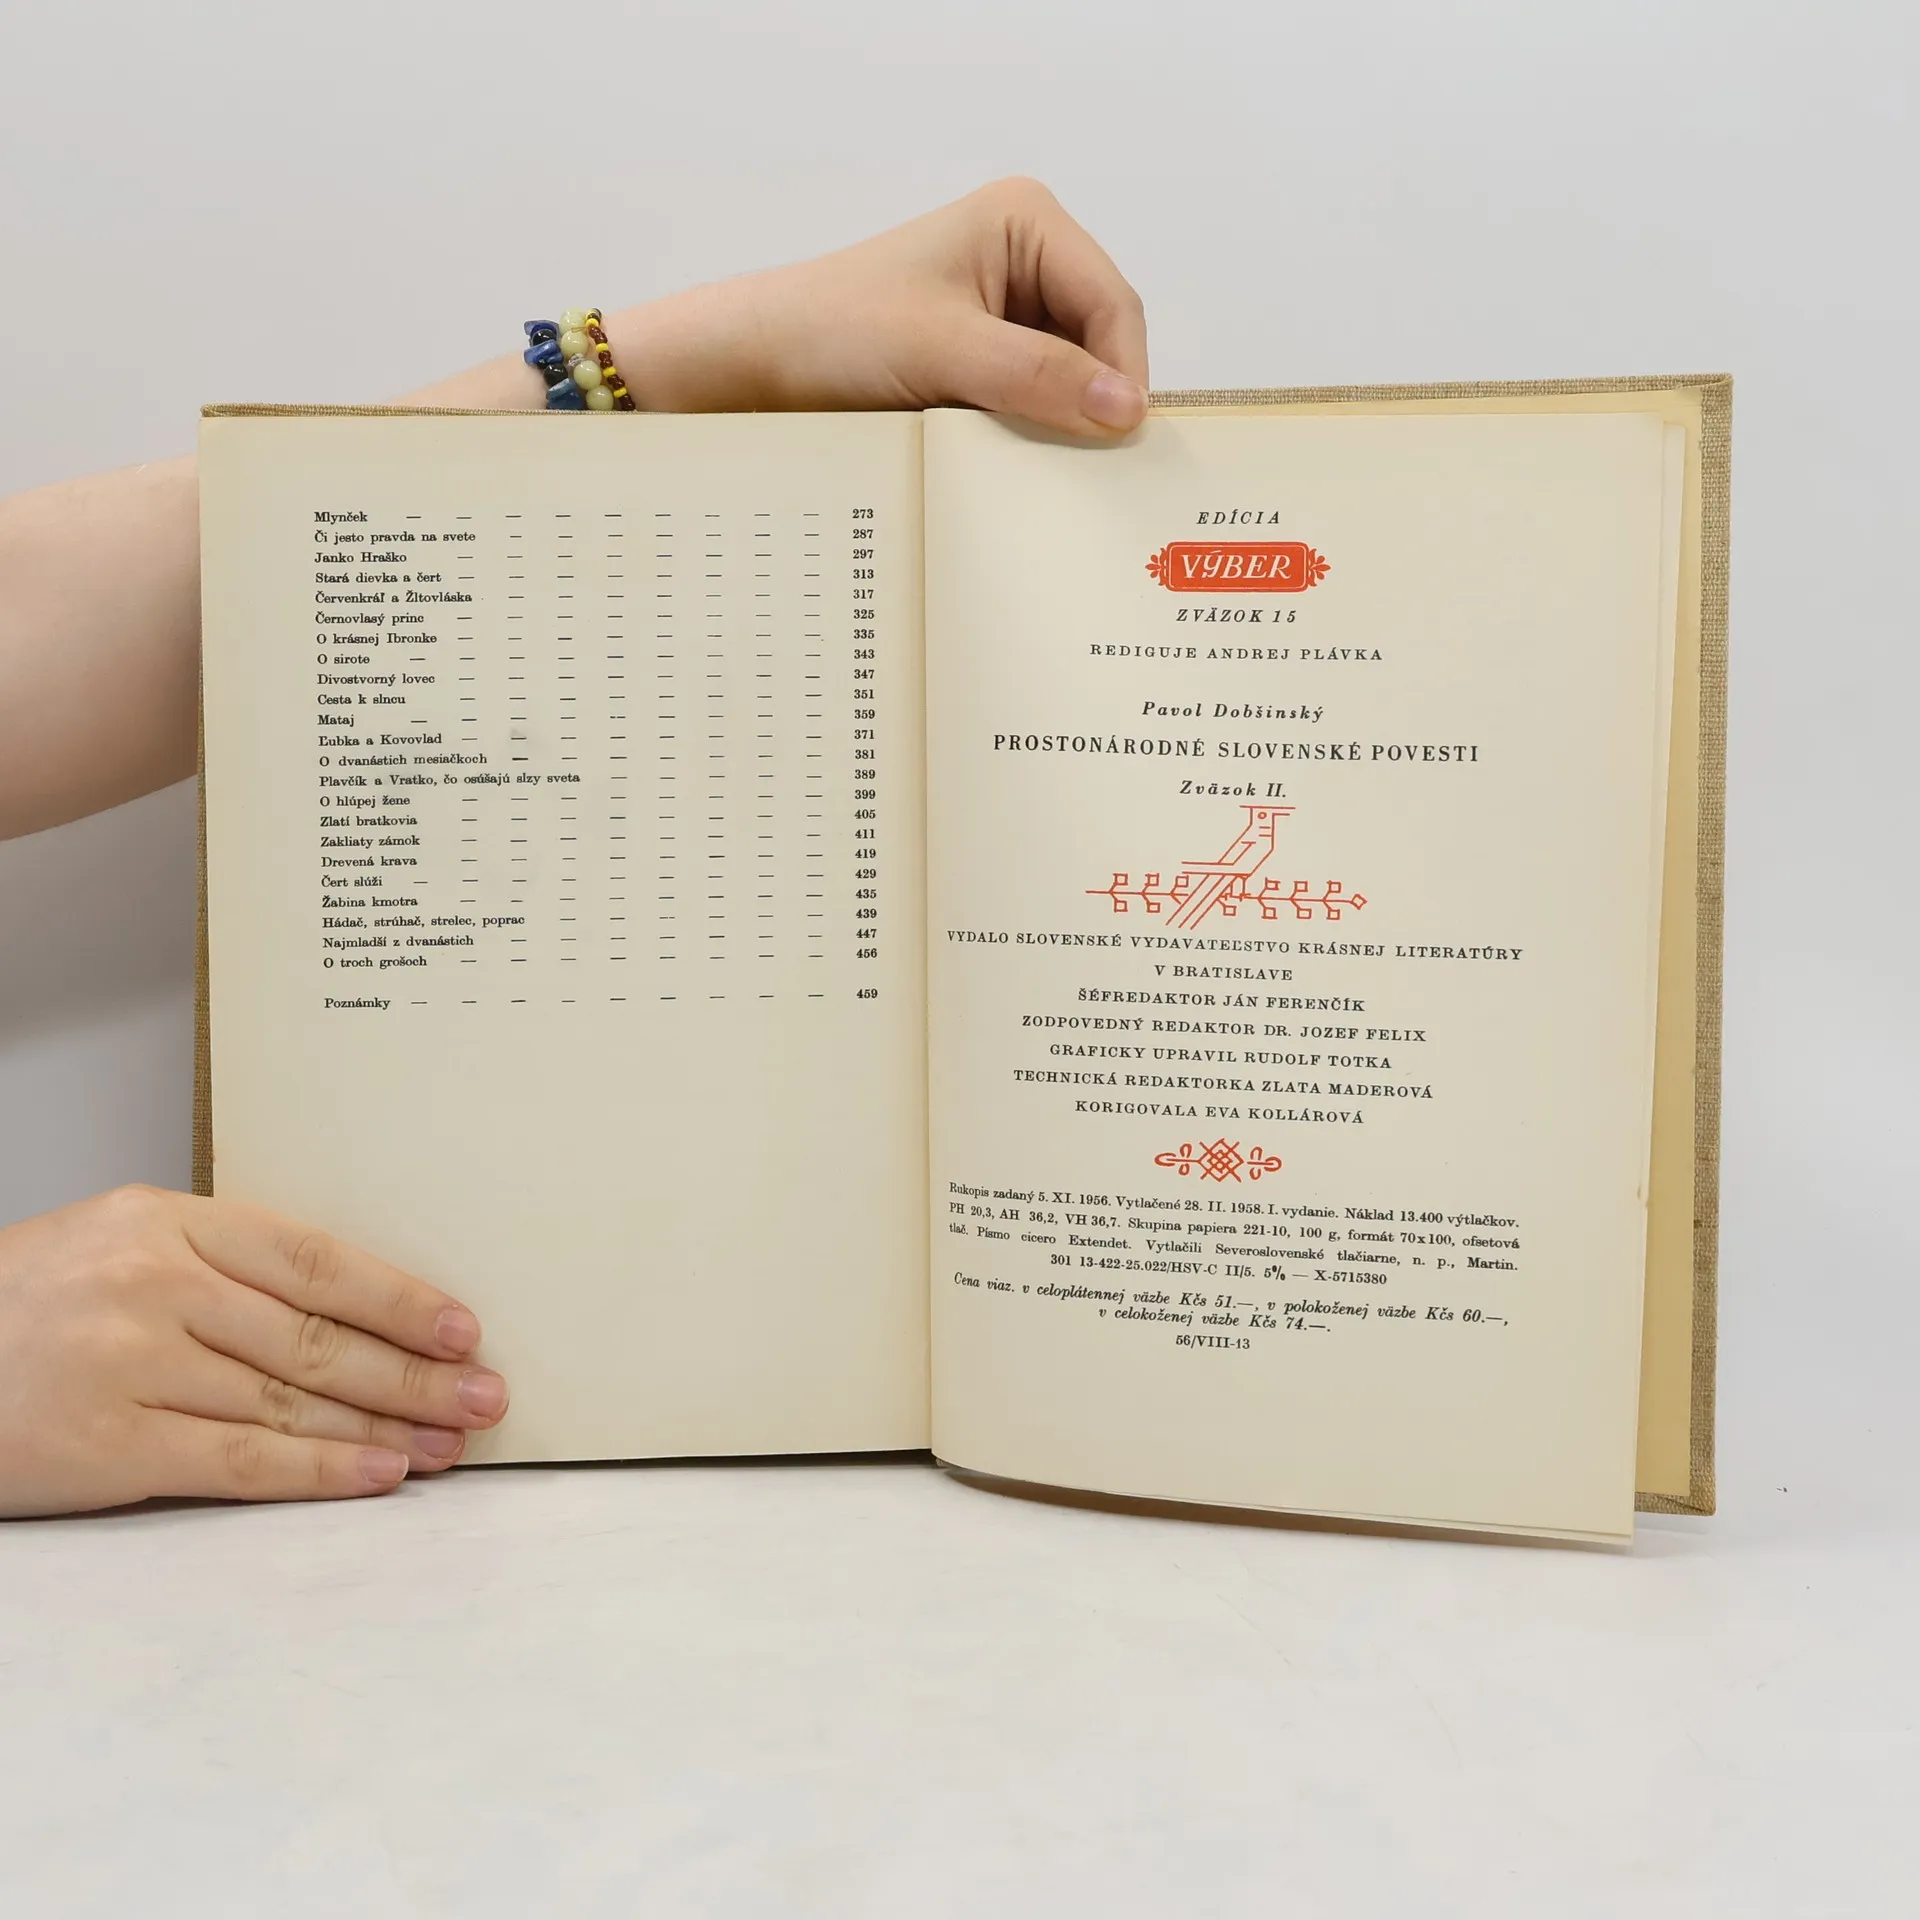 Mlynček — — — — — — — — — 273
Či jesto pravda na svete — — — — — — — 287
Janko Hraško — — — — — — — — 297
Stará dievka a čert — — — — — — — — 313
Červenkráľ a Žltovláska — — — — — — — 317
Černovlasý princ — — — — — — — — 325
O krásnej Ibronke — — — — — — — — 335
O sirote — — — — — — — — — 343
Divostvorný lovec — — — — — — — — 347
Cesta k slncu — — — — — — — — 351
Mataj — — — — — — — — — 359
Ľubka a Kovovlad — — — — — — — — 371
O dvanástich mesiačkoch — — — — — — — 381
Plavčík a Vratko, čo osúšajú slzy sveta — — — — — 389
O hlúpej žene — — — — — — — — 399
Zlatí bratkovia — — — — — — — — 405
Zakliaty zámok — — — — — — — — 411
Drevená krava — — — — — — — — 419
Čert slúži — — — — — — — — — 429
Žabina kmotra — — — — — — — — 435
Hádač, strúhač, strelec, poprac — — — — — — 439
Najmladší z dvanástich — — — — — — — 447
O troch grošoch — — — — — — — — 456
Poznámky — — — — — — — — — 459
EDÍCIA
VÝBER
ZVÄZOK 15
REDIGUJE ANDREJ PLÁVKA
Pavol Dobšinský
PROSTONÁRODNÉ SLOVENSKÉ POVESTI
Zväzok II.
VYDALO SLOVENSKÉ VYDAVATEĽSTVO KRÁSNEJ LITERATÚRY
V BRATISLAVE
ŠÉFREDAKTOR JÁN FERENČÍK
ZODPOVEDNÝ REDAKTOR DR. JOZEF FELIX
GRAFICKY UPRAVIL RUDOLF TOTKA
TECHNICKÁ REDAKTORKA ZLATA MADEROVÁ
KORIGOVALA EVA KOLLÁROVÁ
Rukopis zadaný 5. XI. 1956. Vytlačené 28. II. 1958. I. vydanie. Náklad 13.400 výtlačkov.
PH 20,3, AH 36,2, VH 36,7. Skupina papiera 221-10, 100 g, formát 70x100, ofsetová
tlač. Písmo cicero Extendet. Vytlačili Severoslovenské tlačiarne, n. p., Martin.
301 13-422-25.022/HSV-C II/5. 5% — X-5715380
Cena viaz. v celoplátennej väzbe Kčs 51.—, v polokoženej väzbe Kčs 60.—,
v celokoženej väzbe Kčs 74.—.
56/VIII-13